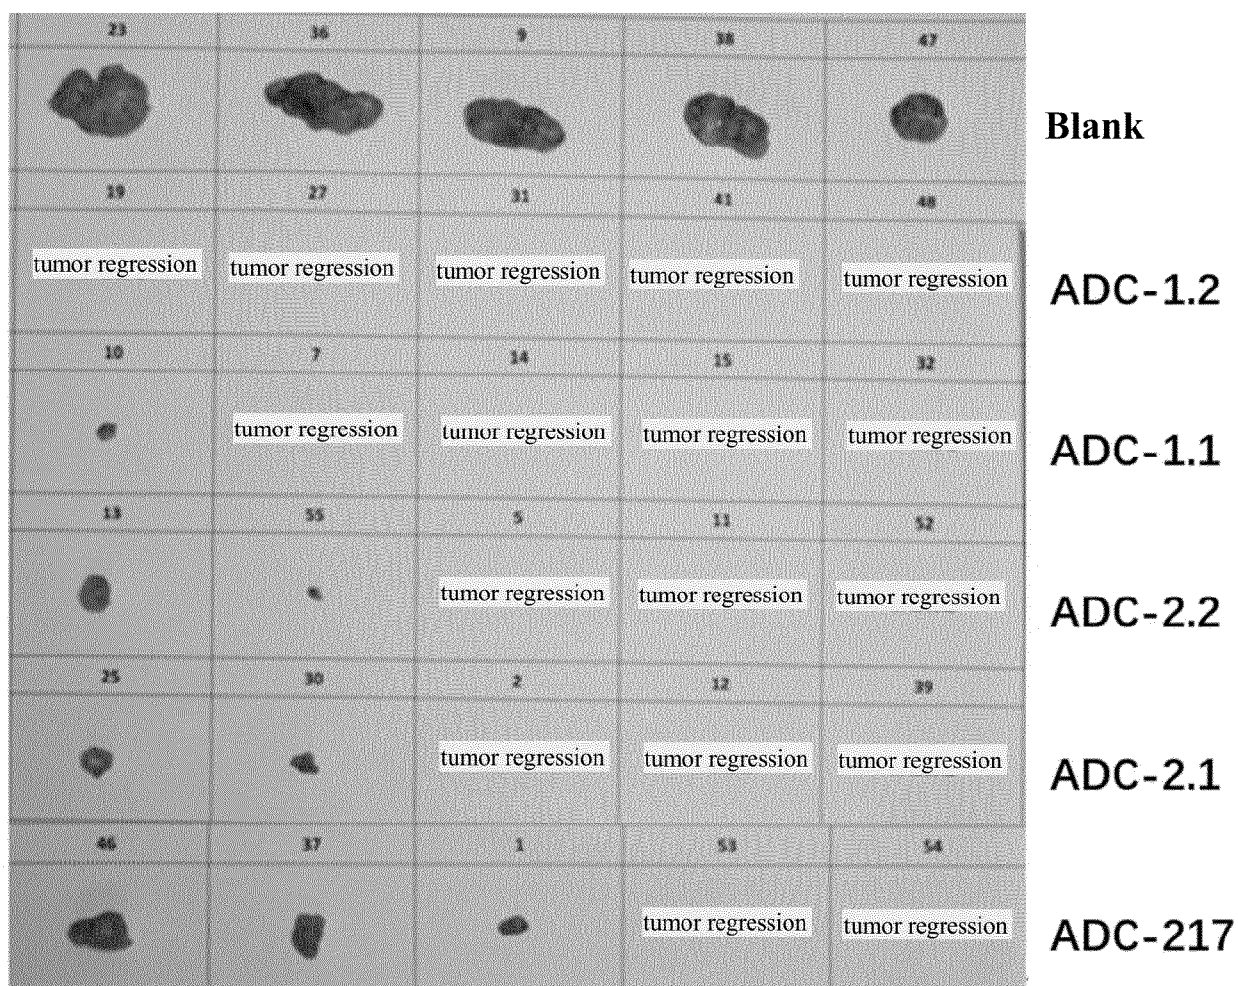 23 36 9 38 47
Blank
19 27 31 41 48
tumor regression tumor regression tumor regression tumor regression tumor regression
ADC-1.2
10 7 14 15 32
tumor regression tumor regression tumor regression tumor regression
ADC-1.1
13 55 5 11 52
tumor regression tumor regression tumor regression
ADC-2.2
25 30 2 12 39
tumor regression tumor regression tumor regression
ADC-2.1
46 37 1 53 54
tumor regression tumor regression
ADC-217